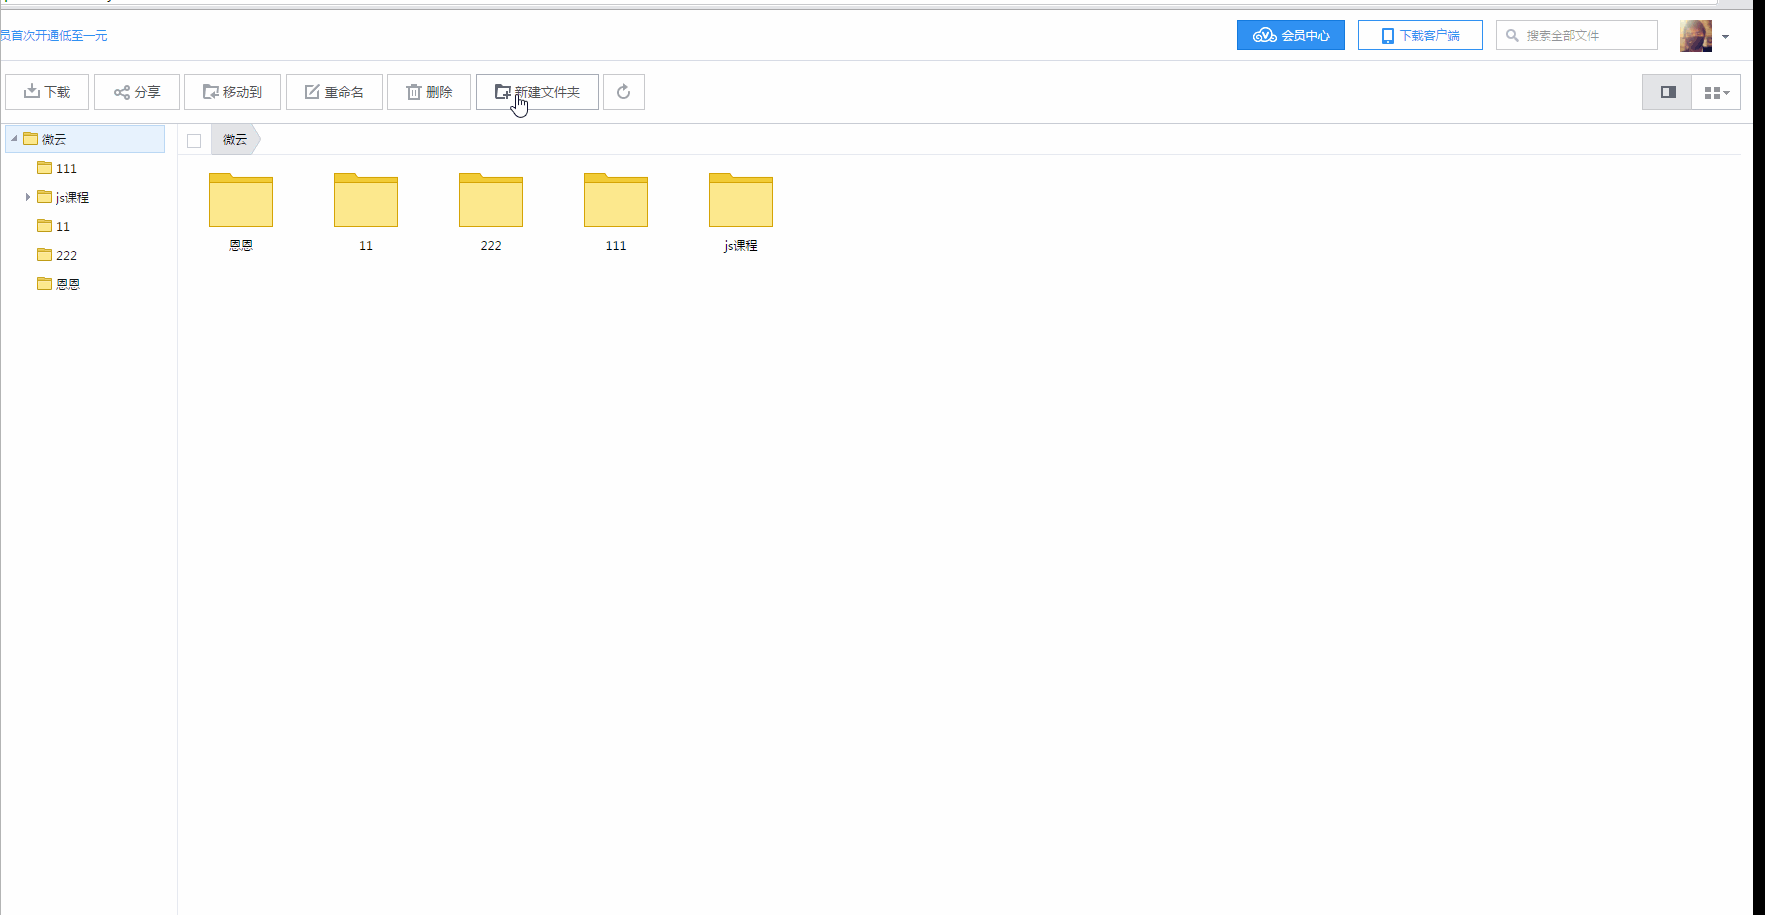 员首次开通低至一元
会员中心
下载客户端
搜索全部文件
下载
分享
移动到
重命名
删除
新建文件夹
微云
111
js课程
11
222
恩恩
微云
恩恩
11
222
111
js课程